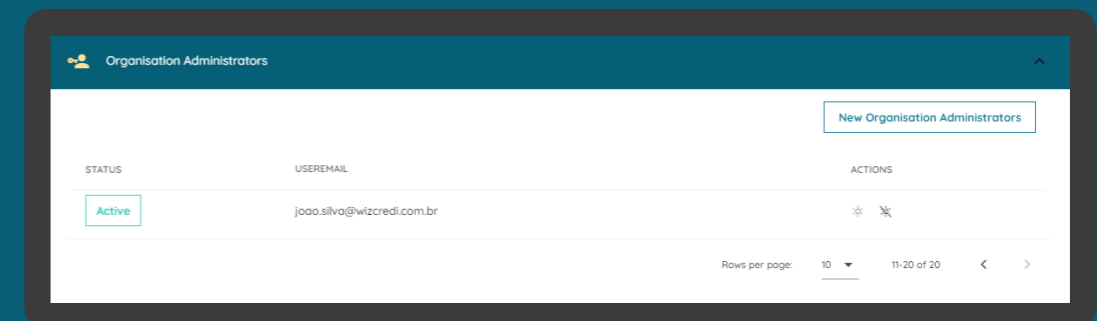 Organisation Administrators
New Organisation Administrators
STATUS USEREMAIL ACTIONS
Active joao.silva@wizcredi.com.br
Rows per page: 10 11-20 of 20